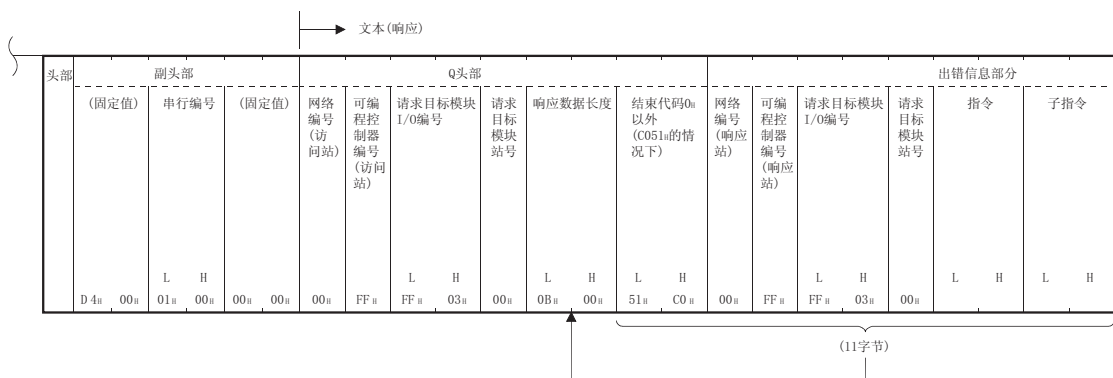 文本(响应)
头部
副头部
Q头部
出错信息部分
(固定值)
串行编号
(固定值)
网络
编号
(访
问站)
可编
程控
制器
编号
(访问
站)
请求目标模块
I/O编号
请求
目标
模块
站号
响应数据长度
结束代码0H
以外
(C051H的情
况下)
网络
编号
(响应
站)
可编
程控
制器
编号
(响应
站)
请求目标模块
I/O编号
请求
目标
模块
站号
指令
子指令
L H L H L H L H L H L H L H
D4H 00H 01H 00H 00H 00H 00H FFH FFH 03H 00H 0BH 00H 51H C0H 00H FFH FFH 03H 00H
(11字节)